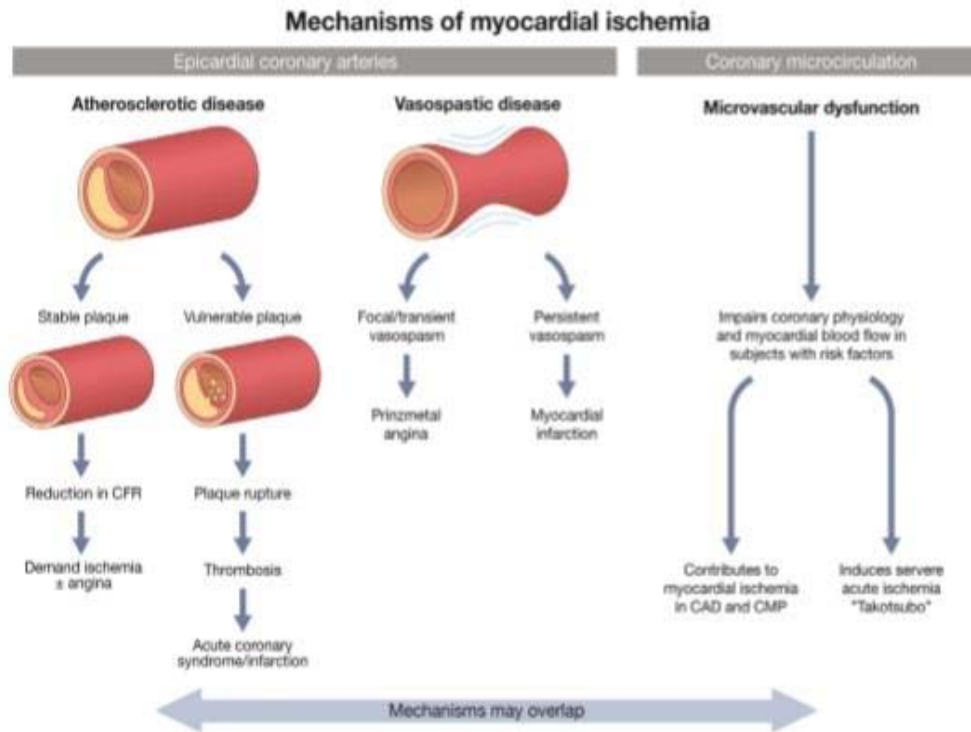 Mechanisms of myocardial ischemia
Epicardial coronary arteries
Coronary microcirculation
Atherosclerotic disease
Vasospastic disease
Microvascular dysfunction
Stable plaque
Vulnerable plaque
Focal/transient
vasospasm
Persistent
vasospasm
Impairs coronary physiology
and myocardial blood flow in
subjects with risk factors
Prinzmetal
angina
Myocardial
infarction
Reduction in CFR
Plaque rupture
Demand ischemia
± angina
Thrombosis
Contributes to
myocardial ischemia
in CAD and CMP
Induces servere
acute ischemia
"Takotsubo"
Acute coronary
syndrome/infarction
Mechanisms may overlap